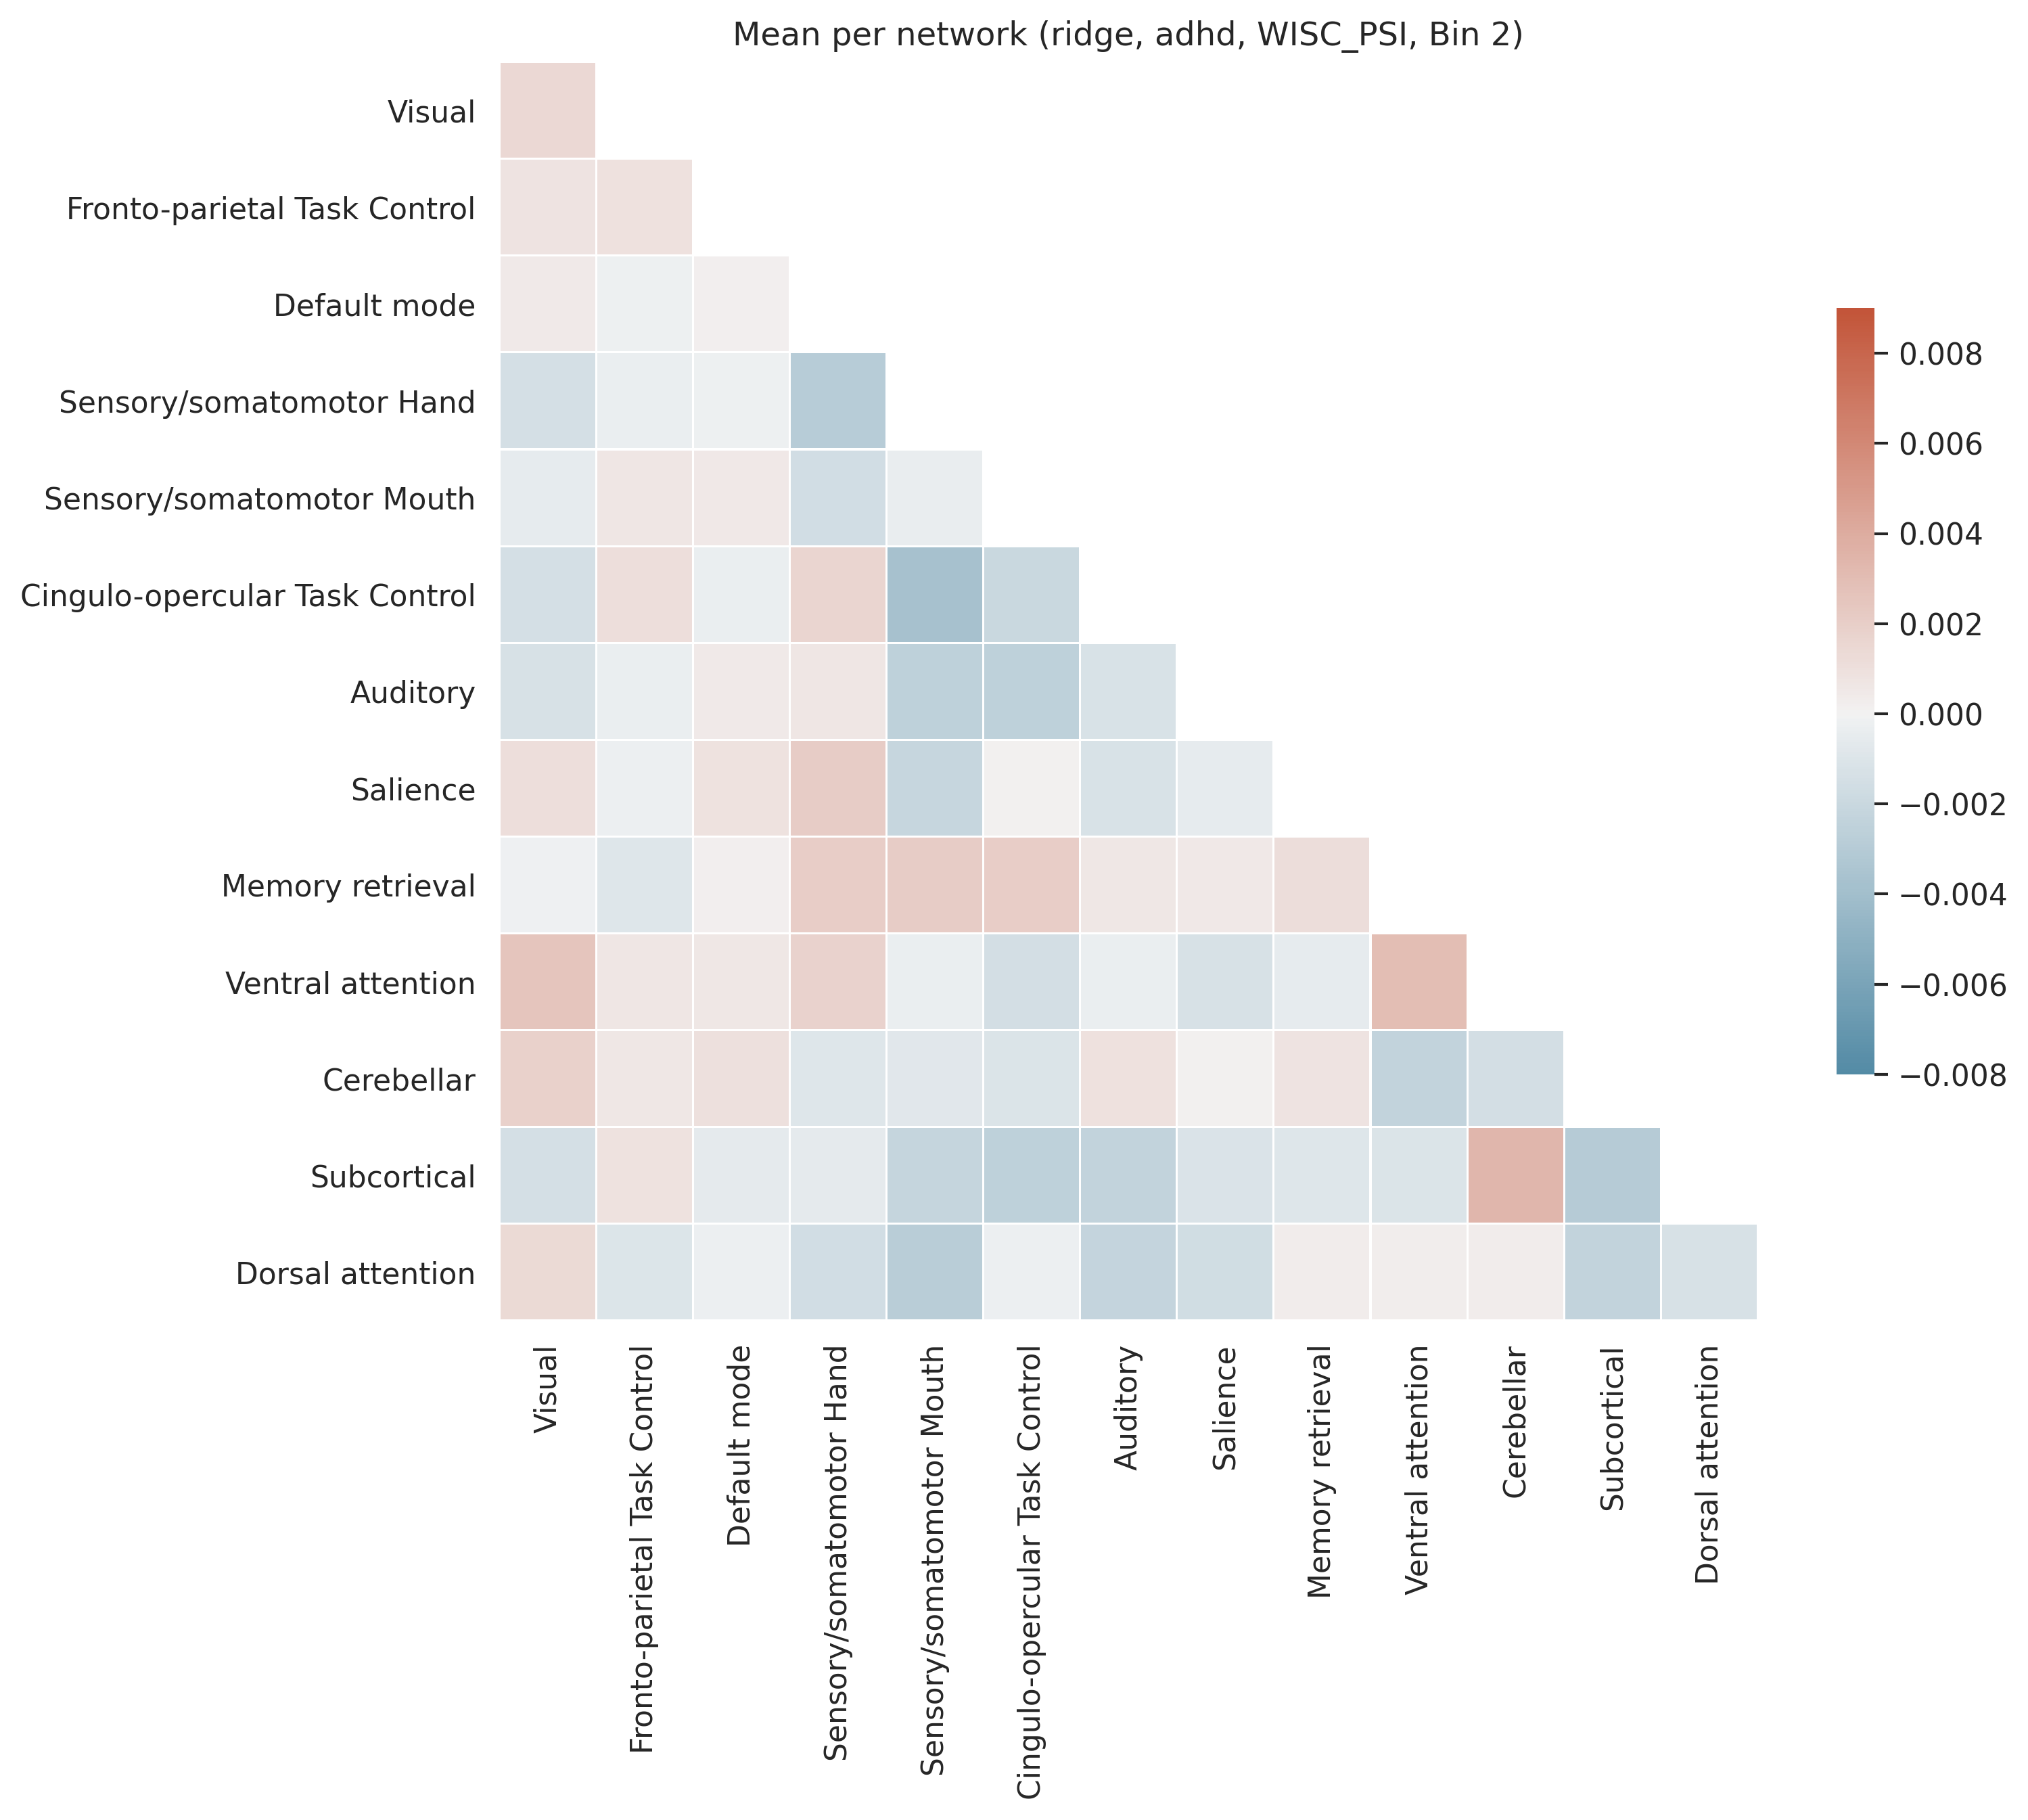 Mean per network (ridge, adhd, WISC_PSI, Bin 2)
Visual
Fronto-parietal Task Control
Default mode
Sensory/somatomotor Hand
Sensory/somatomotor Mouth
Cingulo-opercular Task Control
Auditory
Salience
Memory retrieval
Ventral attention
Cerebellar
Subcortical
Dorsal attention
Visual
Fronto-parietal Task Control
Default mode
Sensory/somatomotor Hand
Sensory/somatomotor Mouth
Cingulo-opercular Task Control
Auditory
Salience
Memory retrieval
Ventral attention
Cerebellar
Subcortical
Dorsal attention
0.008
0.006
0.004
0.002
0.000
−0.002
−0.004
−0.006
−0.008